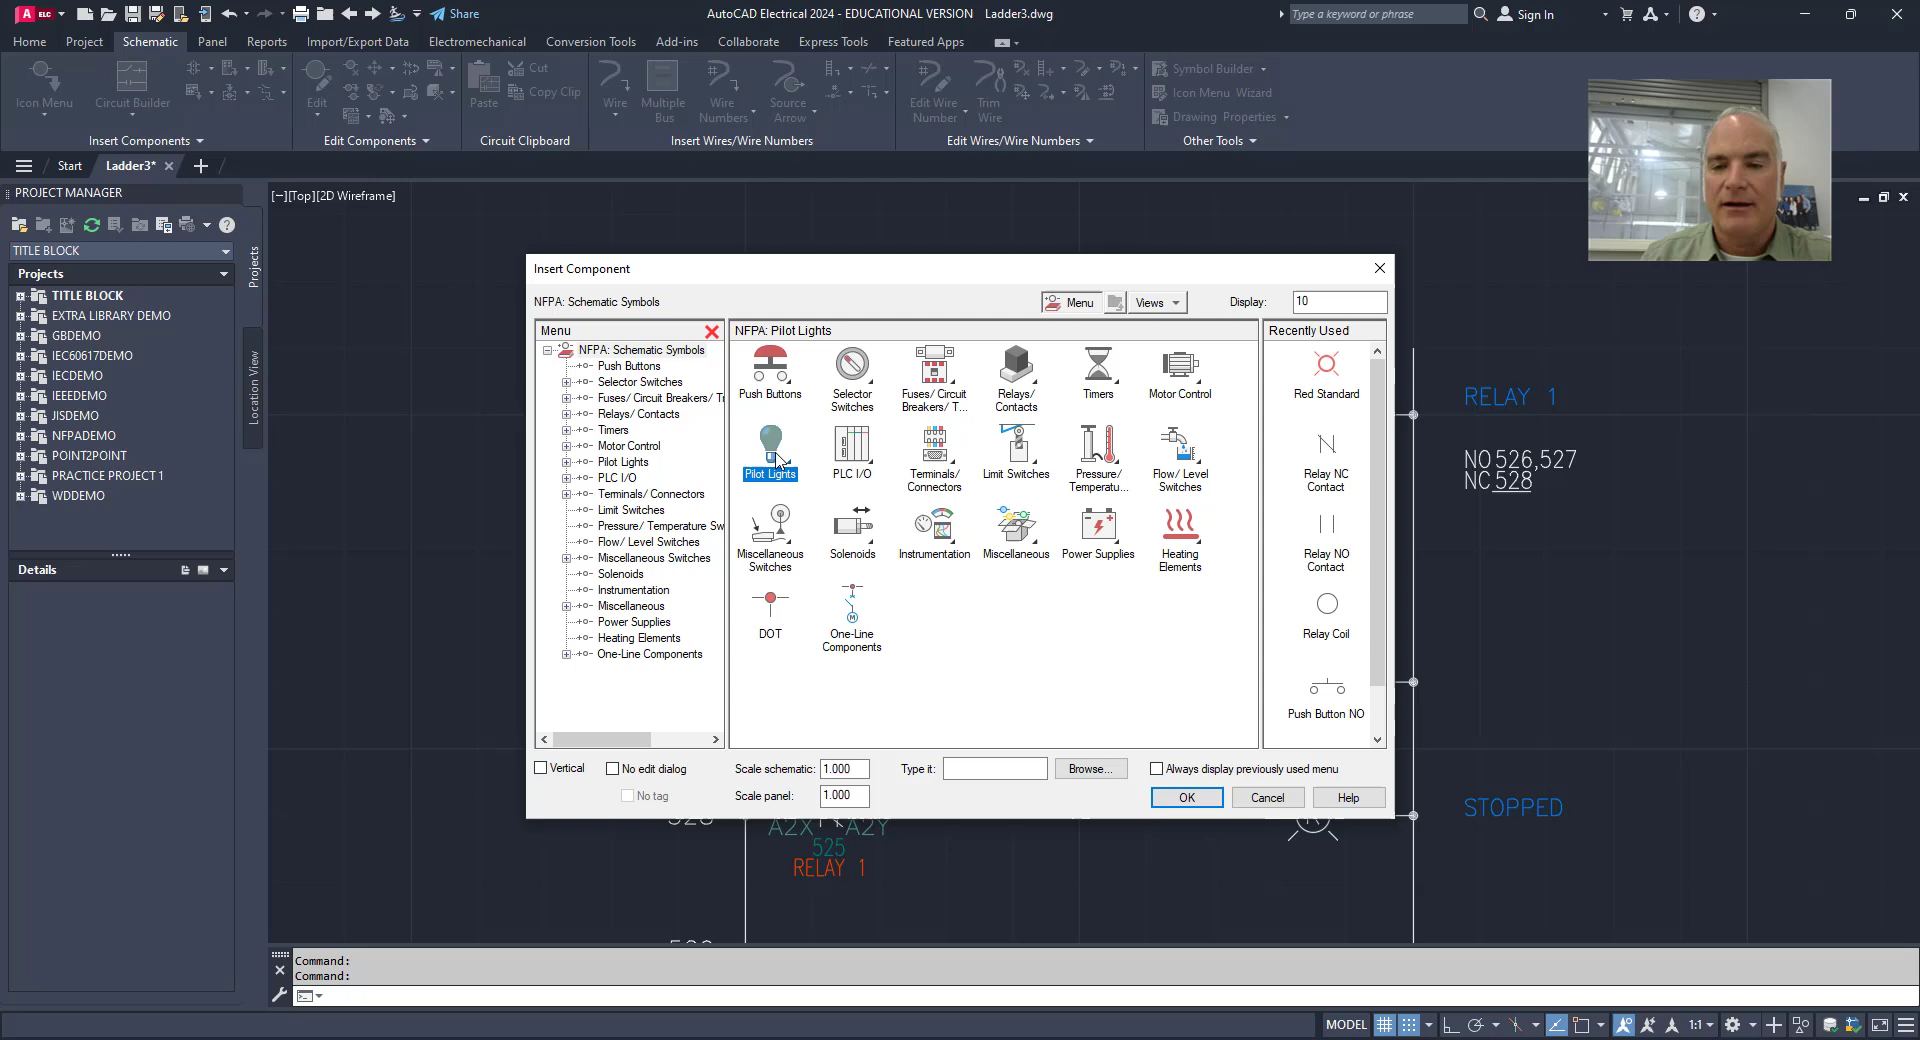 A ELC
Share
AutoCAD Electrical 2024 - EDUCATIONAL VERSION Ladder3.dwg
Type a keyword or phrase
Sign In
Home Project Schematic Panel Reports Import/Export Data Electromechanical Conversion Tools Add-ins Collaborate Express Tools Featured Apps
Icon Menu
Circuit Builder
Insert Components
Edit
Edit Components
Paste
Cut
Copy Clip
Circuit Clipboard
Wire
Multiple Bus
Wire Numbers
Source Arrow
Insert Wires/Wire Numbers
Edit Wire Number
Trim Wire
Edit Wires/Wire Numbers
Symbol Builder
Icon Menu Wizard
Drawing Properties
Other Tools
Start Ladder3*
PROJECT MANAGER
TITLE BLOCK
Projects
TITLE BLOCK
EXTRA LIBRARY DEMO
GBDEMO
IEC60617DEMO
IECDEMO
IEEEDEMO
JISDEMO
NFPADEMO
POINT2POINT
PRACTICE PROJECT 1
WDDEMO
Details
Projects
Location View
[−][Top][2D Wireframe]
Insert Component
NFPA: Schematic Symbols
Menu
Views
Display: 10
Menu
NFPA: Schematic Symbols
Push Buttons
Selector Switches
Fuses/ Circuit Breakers/ Tr
Relays/ Contacts
Timers
Motor Control
Pilot Lights
PLC I/O
Terminals/ Connectors
Limit Switches
Pressure/ Temperature Sw
Flow/ Level Switches
Miscellaneous Switches
Solenoids
Instrumentation
Miscellaneous
Power Supplies
Heating Elements
One-Line Components
NFPA: Pilot Lights
Push Buttons
Selector Switches
Fuses/ Circuit Breakers/ T...
Relays/ Contacts
Timers
Motor Control
Pilot Lights
PLC I/O
Teminals/ Connectors
Limit Switches
Pressure/ Temperatu...
Flow/ Level Switches
Miscellaneous Switches
Solenoids
Instrumentation
Miscellaneous
Power Supplies
Heating Elements
DOT
One-Line Components
Recently Used
Red Standard
Relay NC Contact
Relay NO Contact
Relay Coil
Push Button NO
Vertical
No edit dialog
No tag
Scale schematic: 1.000
Scale panel: 1.000
Type it:
Browse...
Always display previously used menu
OK
Cancel
Help
RELAY 1
NO 526,527
NC 528
STOPPED
A2X A2Y
525
RELAY 1
Command:
Command:
MODEL
1:1